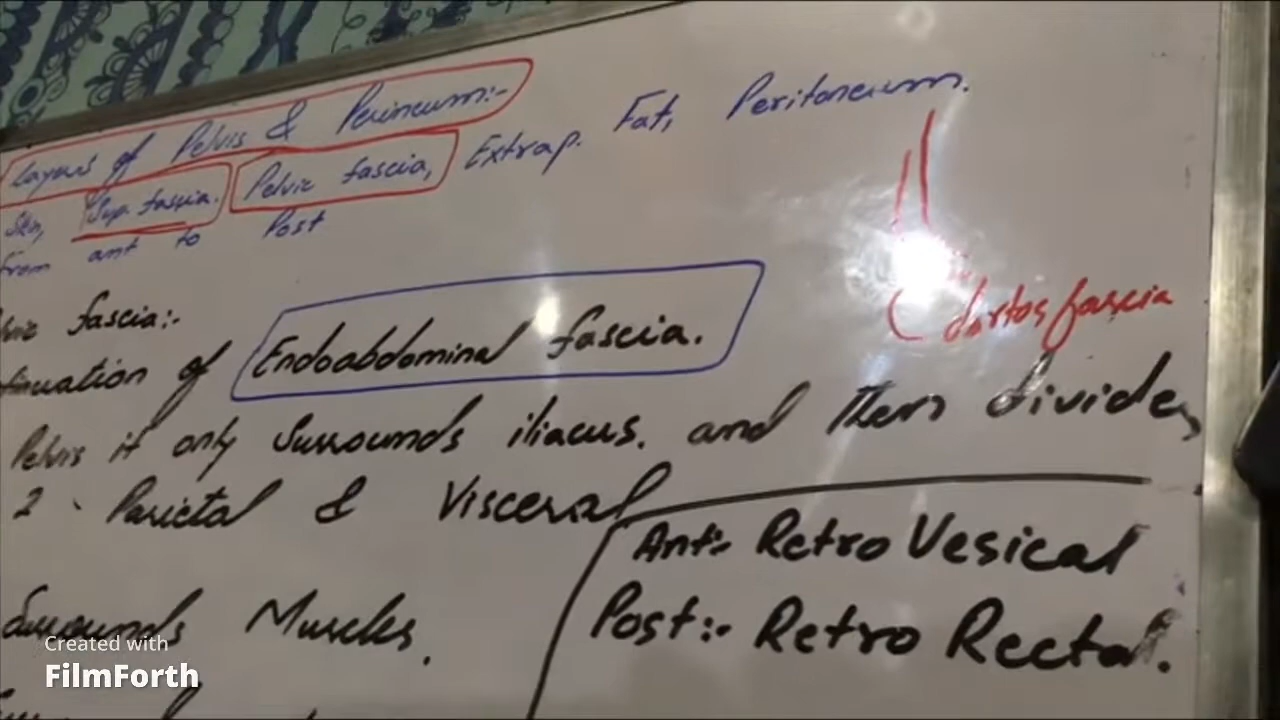 Layers of Pelvis & Perineum:-
Skin, Sup. fascia. Pelvic fascia, Extrap. Fat, Peritoneum.
From ant to Post
dartos fascia
fascia:-
of Endoabdominal fascia.
Pelvis it only Surrounds iliacus. and then divides
2 Parietal & Visceral
Ant:- Retro Vesical
Post:- Retro Rectal.
Surrounds Muscles.
Created with
FilmForth